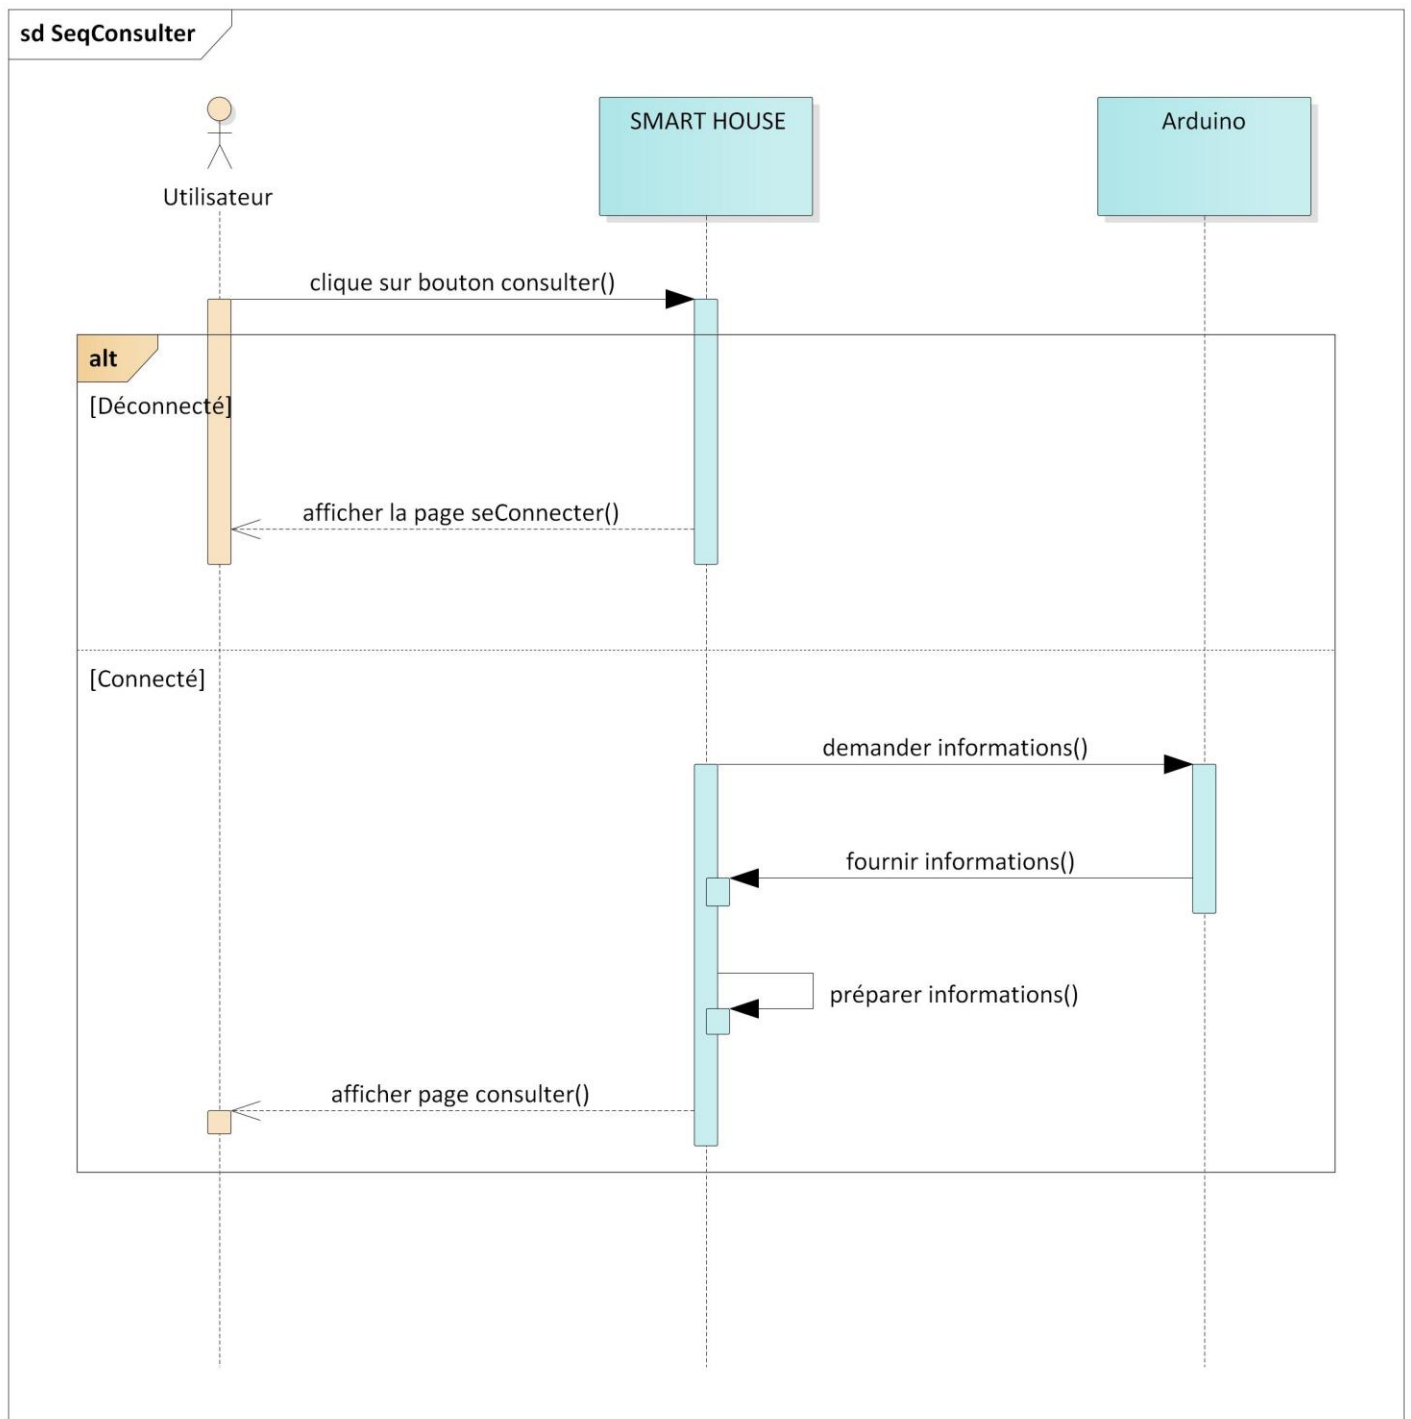 sd SeqConsulter
Utilisateur
SMART HOUSE
Arduino
clique sur bouton consulter()
alt
[Déconnecté]
afficher la page seConnecter()
[Connecté]
demander informations()
fournir informations()
préparer informations()
afficher page consulter()